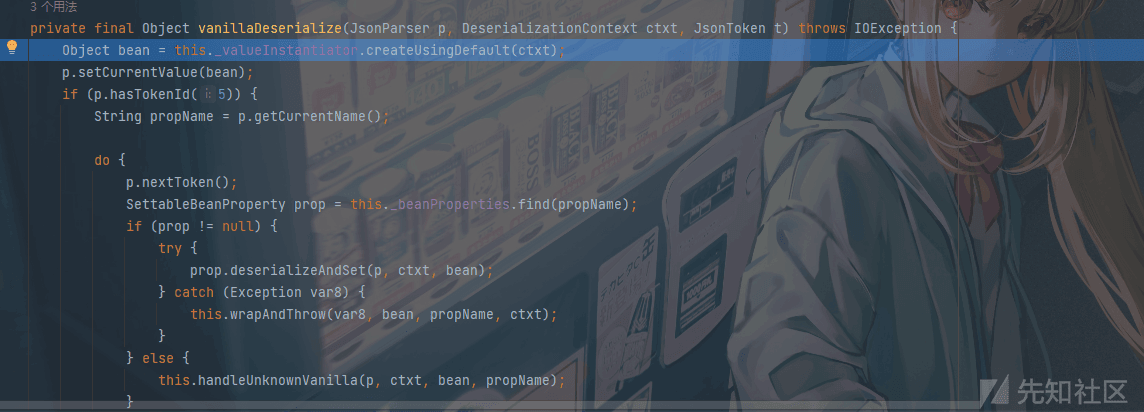 3 个用法
private final Object vanillaDeserialize(JsonParser p, DeserializationContext ctxt, JsonToken t) throws IOException {
    Object bean = this._valueInstantiator.createUsingDefault(ctxt);
    p.setCurrentValue(bean);
    if (p.hasTokenId( i: 5)) {
        String propName = p.getCurrentName();

        do {
            p.nextToken();
            SettableBeanProperty prop = this._beanProperties.find(propName);
            if (prop != null) {
                try {
                    prop.deserializeAndSet(p, ctxt, bean);
                } catch (Exception var8) {
                    this.wrapAndThrow(var8, bean, propName, ctxt);
                }
            } else {
                this.handleUnknownVanilla(p, ctxt, bean, propName);
            }
BOSS
先知社区